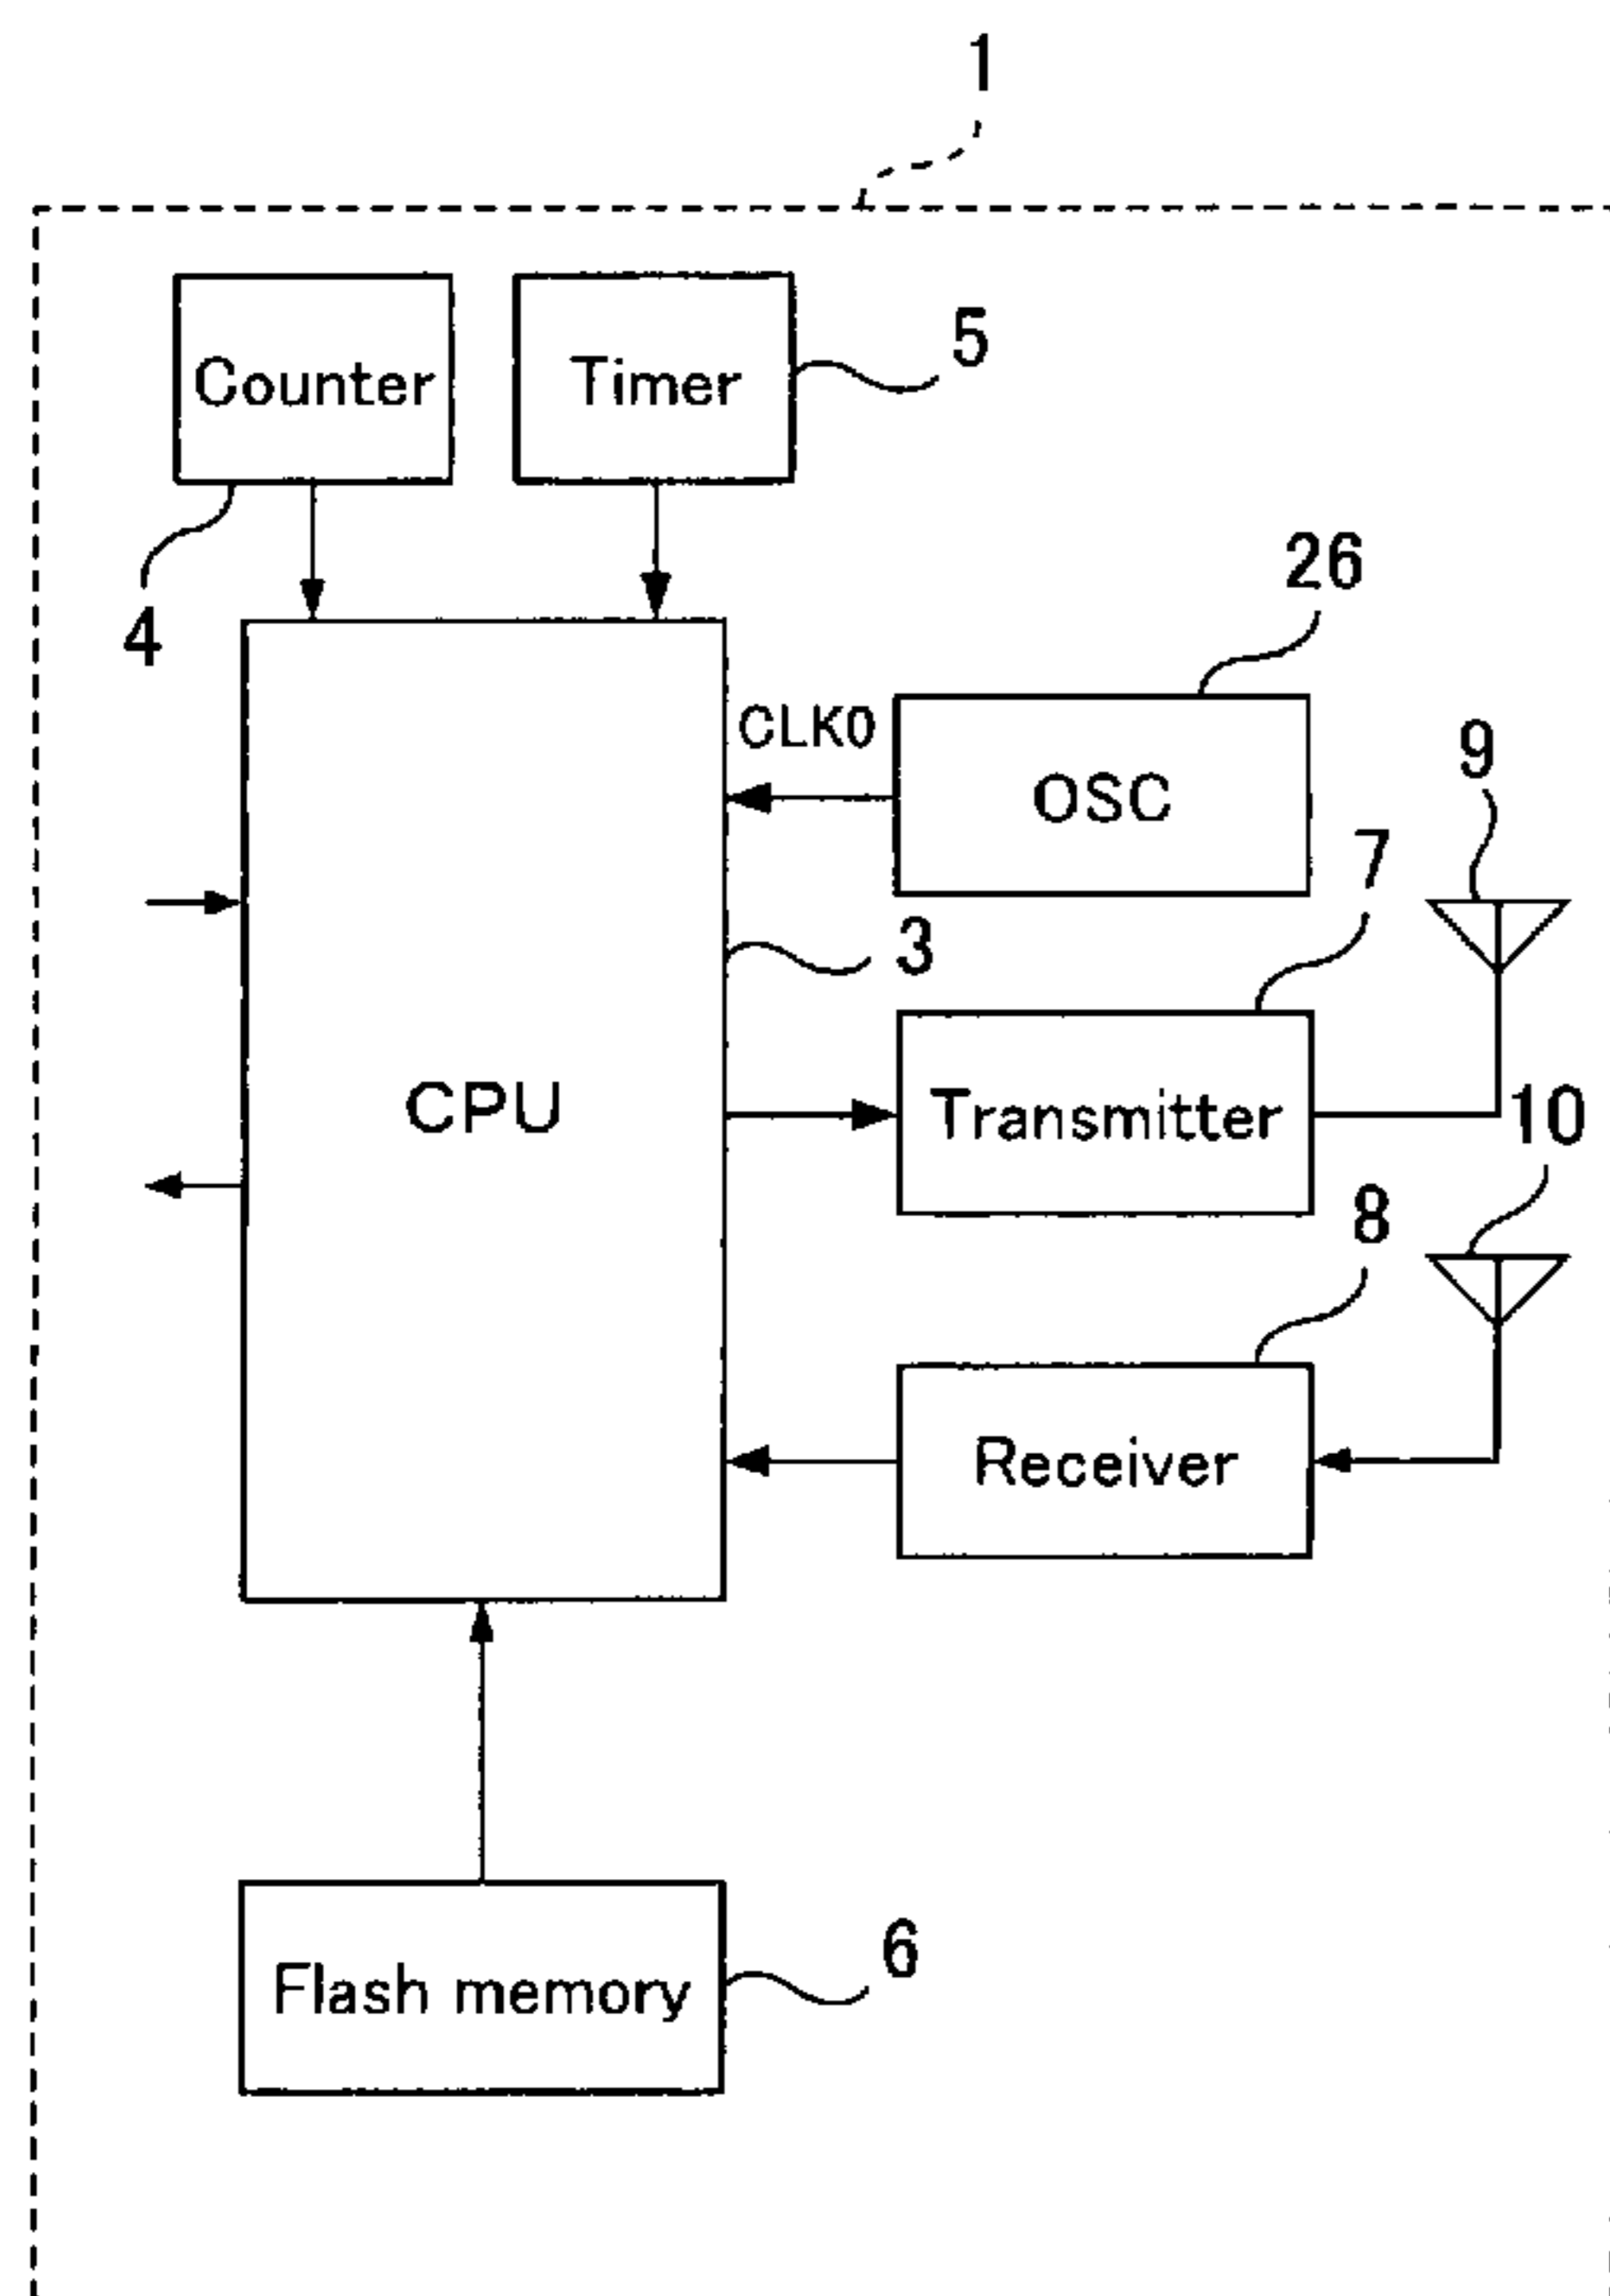 1
Counter
Timer
5
4
26
CLK0
OSC
9
7
3
CPU
Transmitter
10
8
Receiver
Flash memory
6